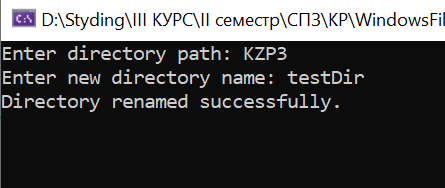 D:\Styding\III КУРС\II семестр\СПЗ\КР\WindowsFil
Enter directory path: KZP3
Enter new directory name: testDir
Directory renamed successfully.